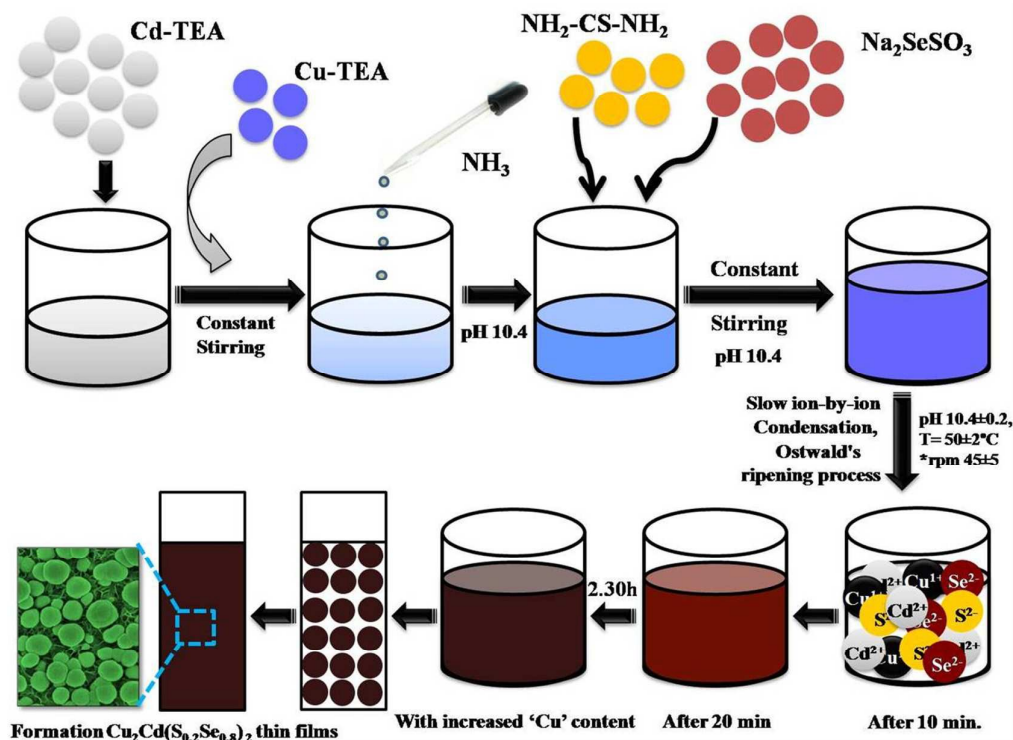 Cd-TEA
Cu-TEA
NH₃
NH₂-CS-NH₂
Na₂SeSO₃
Constant
Stirring
pH 10.4
Constant
Stirring
pH 10.4
Slow ion-by-ion
Condensation,
Ostwald's
ripening process
pH 10.4±0.2,
T= 50±2°C
*rpm 45±5
Cu¹⁺
Se²⁻
Cd²⁺
S²⁻
Cd²⁺
Se²⁻
After 10 min.
After 20 min
2.30h
With increased ‘Cu’ content
Formation Cu₂Cd(S₀.₂Se₀.₈)₂ thin films